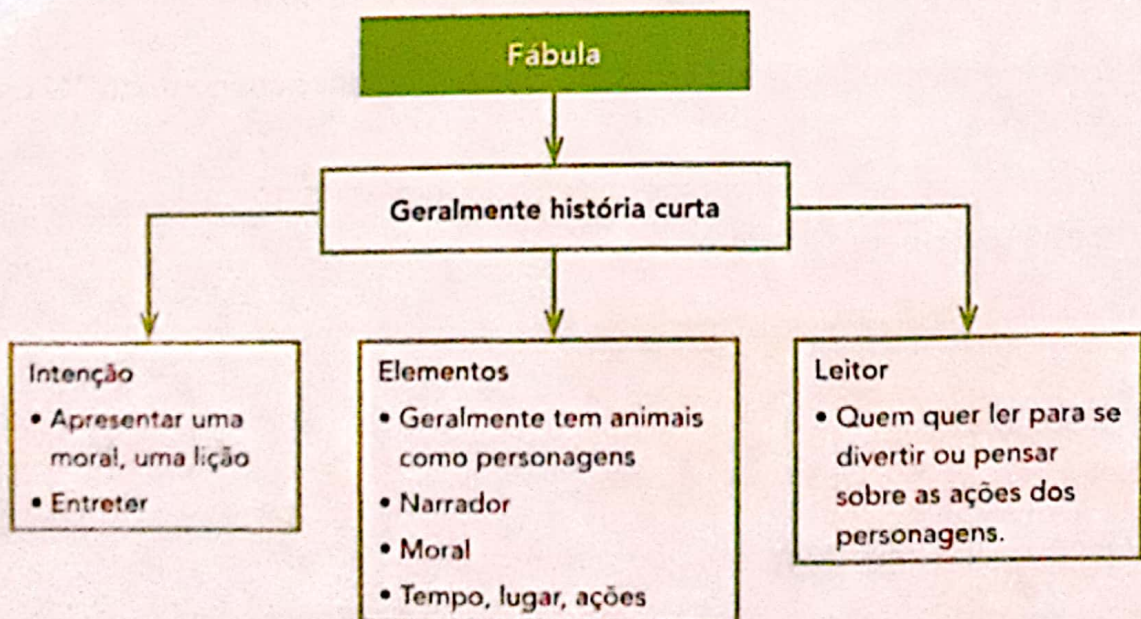 Fábula
Geralmente história curta
Intenção
• Apresentar uma
moral, uma lição
• Entreter
Elementos
• Geralmente tem animais
como personagens
• Narrador
• Moral
• Tempo, lugar, ações
Leitor
• Quem quer ler para se
divertir ou pensar
sobre as ações dos
personagens.